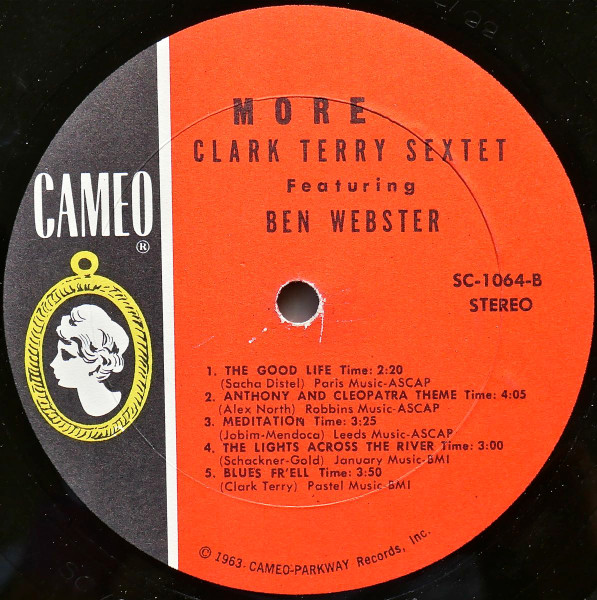 MORE
CLARK TERRY SEXTET
Featuring
BEN WEBSTER
CAMEO
®
SC-1064-B
STEREO
1. THE GOOD LIFE Time: 2:20
(Sacha Distel) Paris Music-ASCAP
2. ANTHONY AND CLEOPATRA THEME Time: 4:05
(Alex North) Robbins Music-ASCAP
3. MEDITATION Time: 3:25
(Jobim-Mendoca) Leeds Music-ASCAP
4. THE LIGHTS ACROSS THE RIVER Time: 3:00
(Schackner-Gold) January Music-BMI
5. BLUES FR'ELL Time: 3:50
(Clark Terry) Pastel Music-BMI
© 1963. CAMEO-PARKWAY Records, Inc.